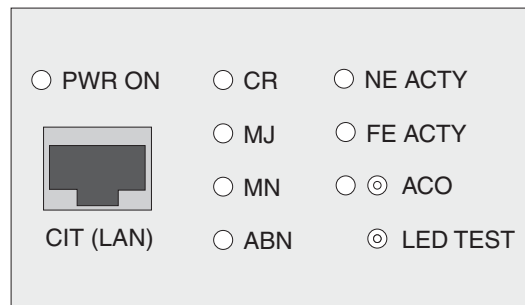 PWR ON
CR
NE ACTY
MJ
FE ACTY
MN
ACO
CIT (LAN)
ABN
LED TEST